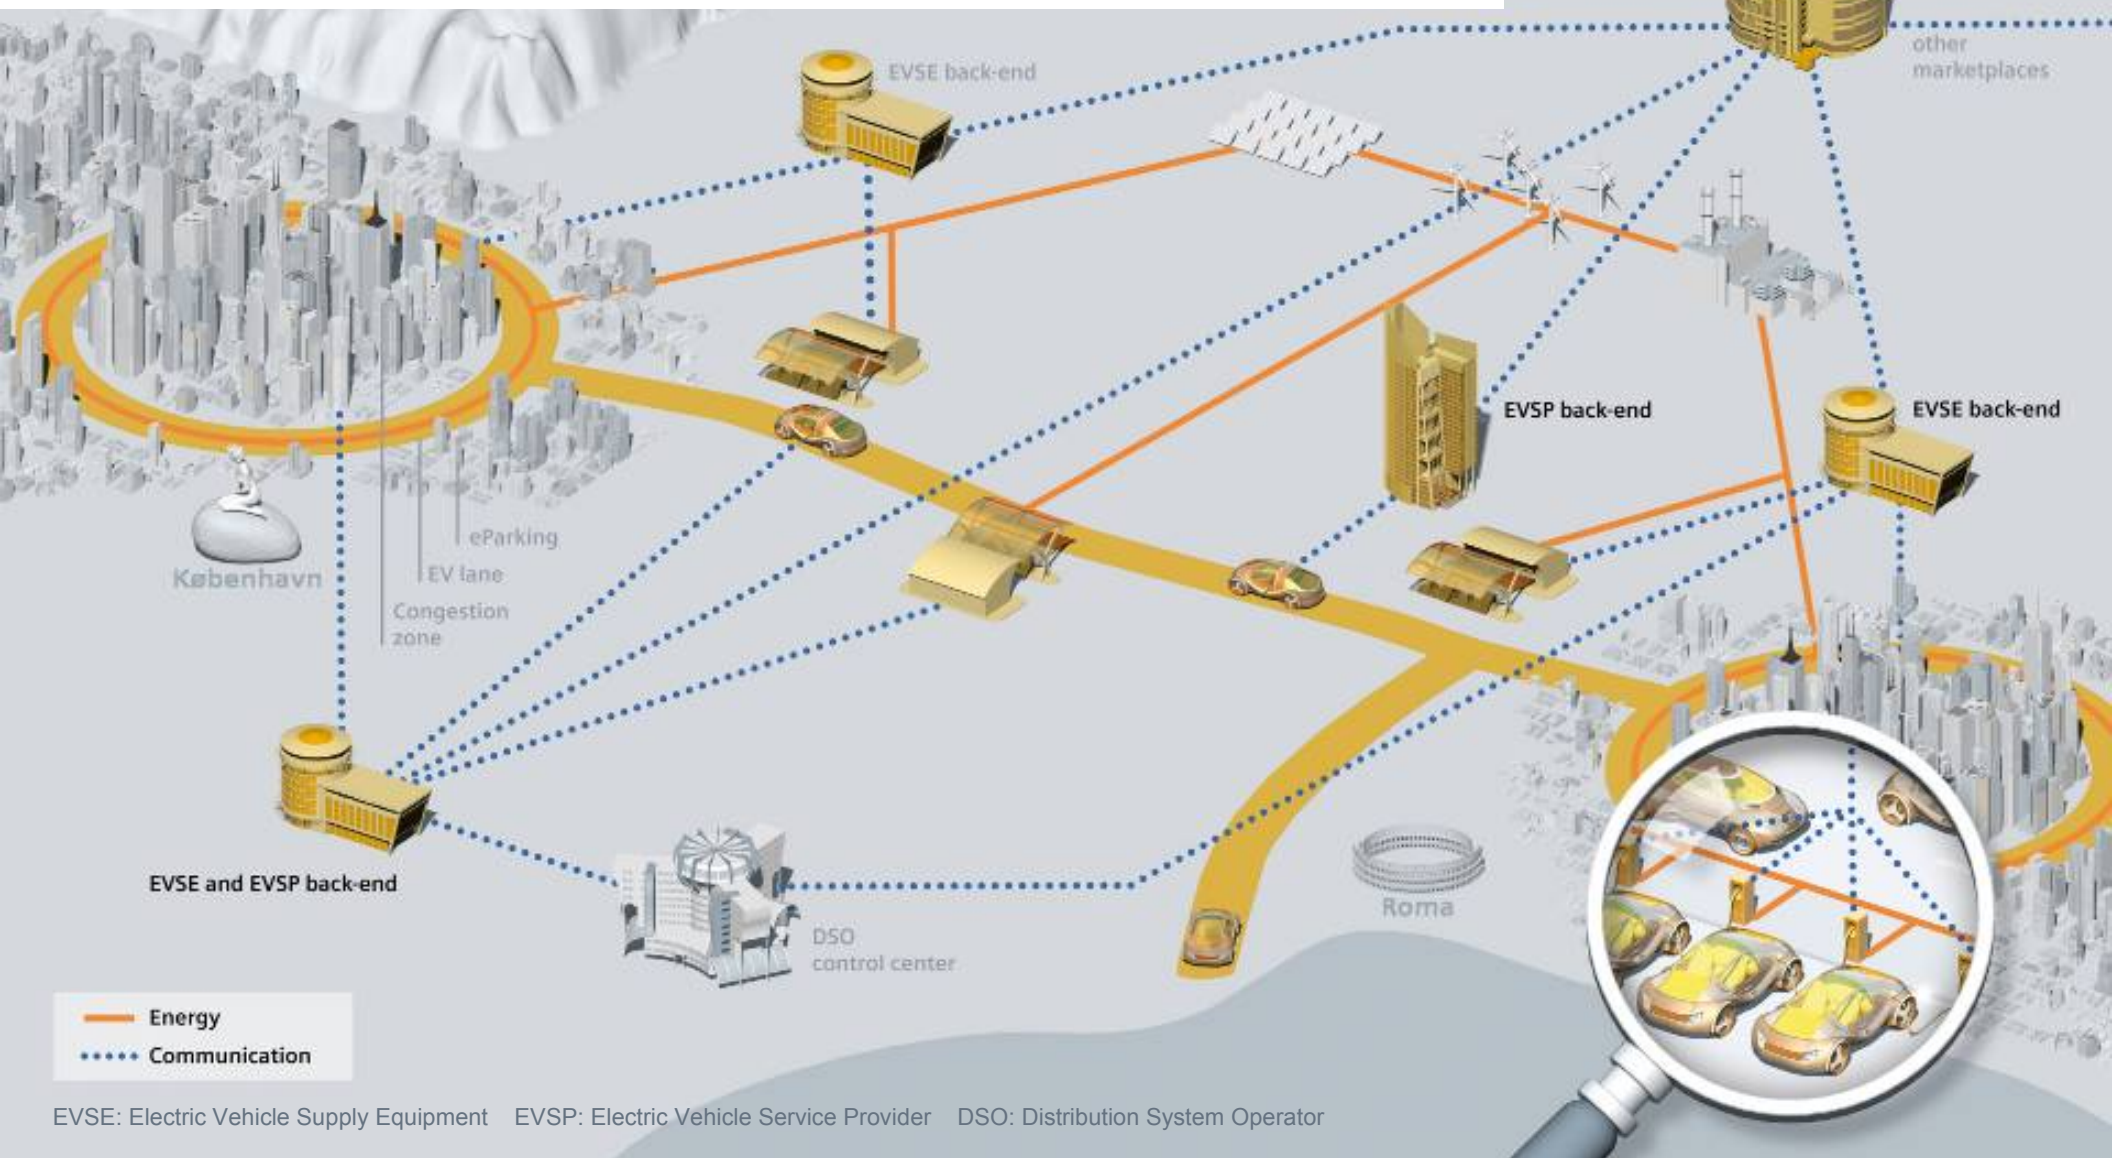 other
marketplaces
EVSE back-end
EVSP back-end
EVSE back-end
eParking
EV lane
København
Congestion
zone
EVSE and EVSP back-end
Roma
DSO
control center
Energy
Communication
EVSE: Electric Vehicle Supply Equipment EVSP: Electric Vehicle Service Provider DSO: Distribution System Operator